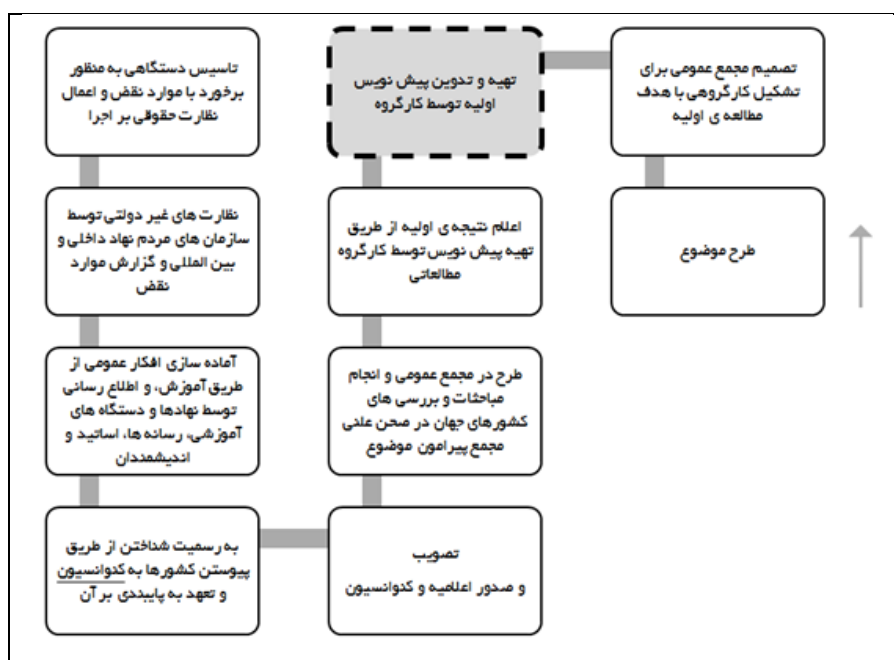 طرح موضوع
تصمیم مجمع عمومی برای
تشکیل کارگروهی با هدف
مطالعه ی اولیه
تهیه و تدوین پیش نویس
اولیه توسط کارگروه
اعلام نتیجه ی اولیه از طریق
تهیه پیش نویس توسط کارگروه
مطالعاتی
طرح در مجمع عمومی و انجام
مباحثات و بررسی های
کشورهای جهان در صحن علنی
مجمع پیرامون موضوع
تصویب
و صدور اعلامیه و کنوانسیون
به رسمیت شناختن از طریق
پیوستن کشورها به کنوانسیون
و تعهد به پایبندی بر آن
آماده سازی افکار عمومی از
طریق آموزش، و اطلاع رسانی
توسط نهادها و دستگاه های
آموزشی، رسانه ها، اساتید و
اندیشمندان
نظارت های غیر دولتی توسط
سازمان های مردم نهاد داخلی و
بین المللی و گزارش موارد
نقض
تاسیس دستگاهی به منظور
برخورد با موارد نقض و اعمال
نظارت حقوقی بر اجرا